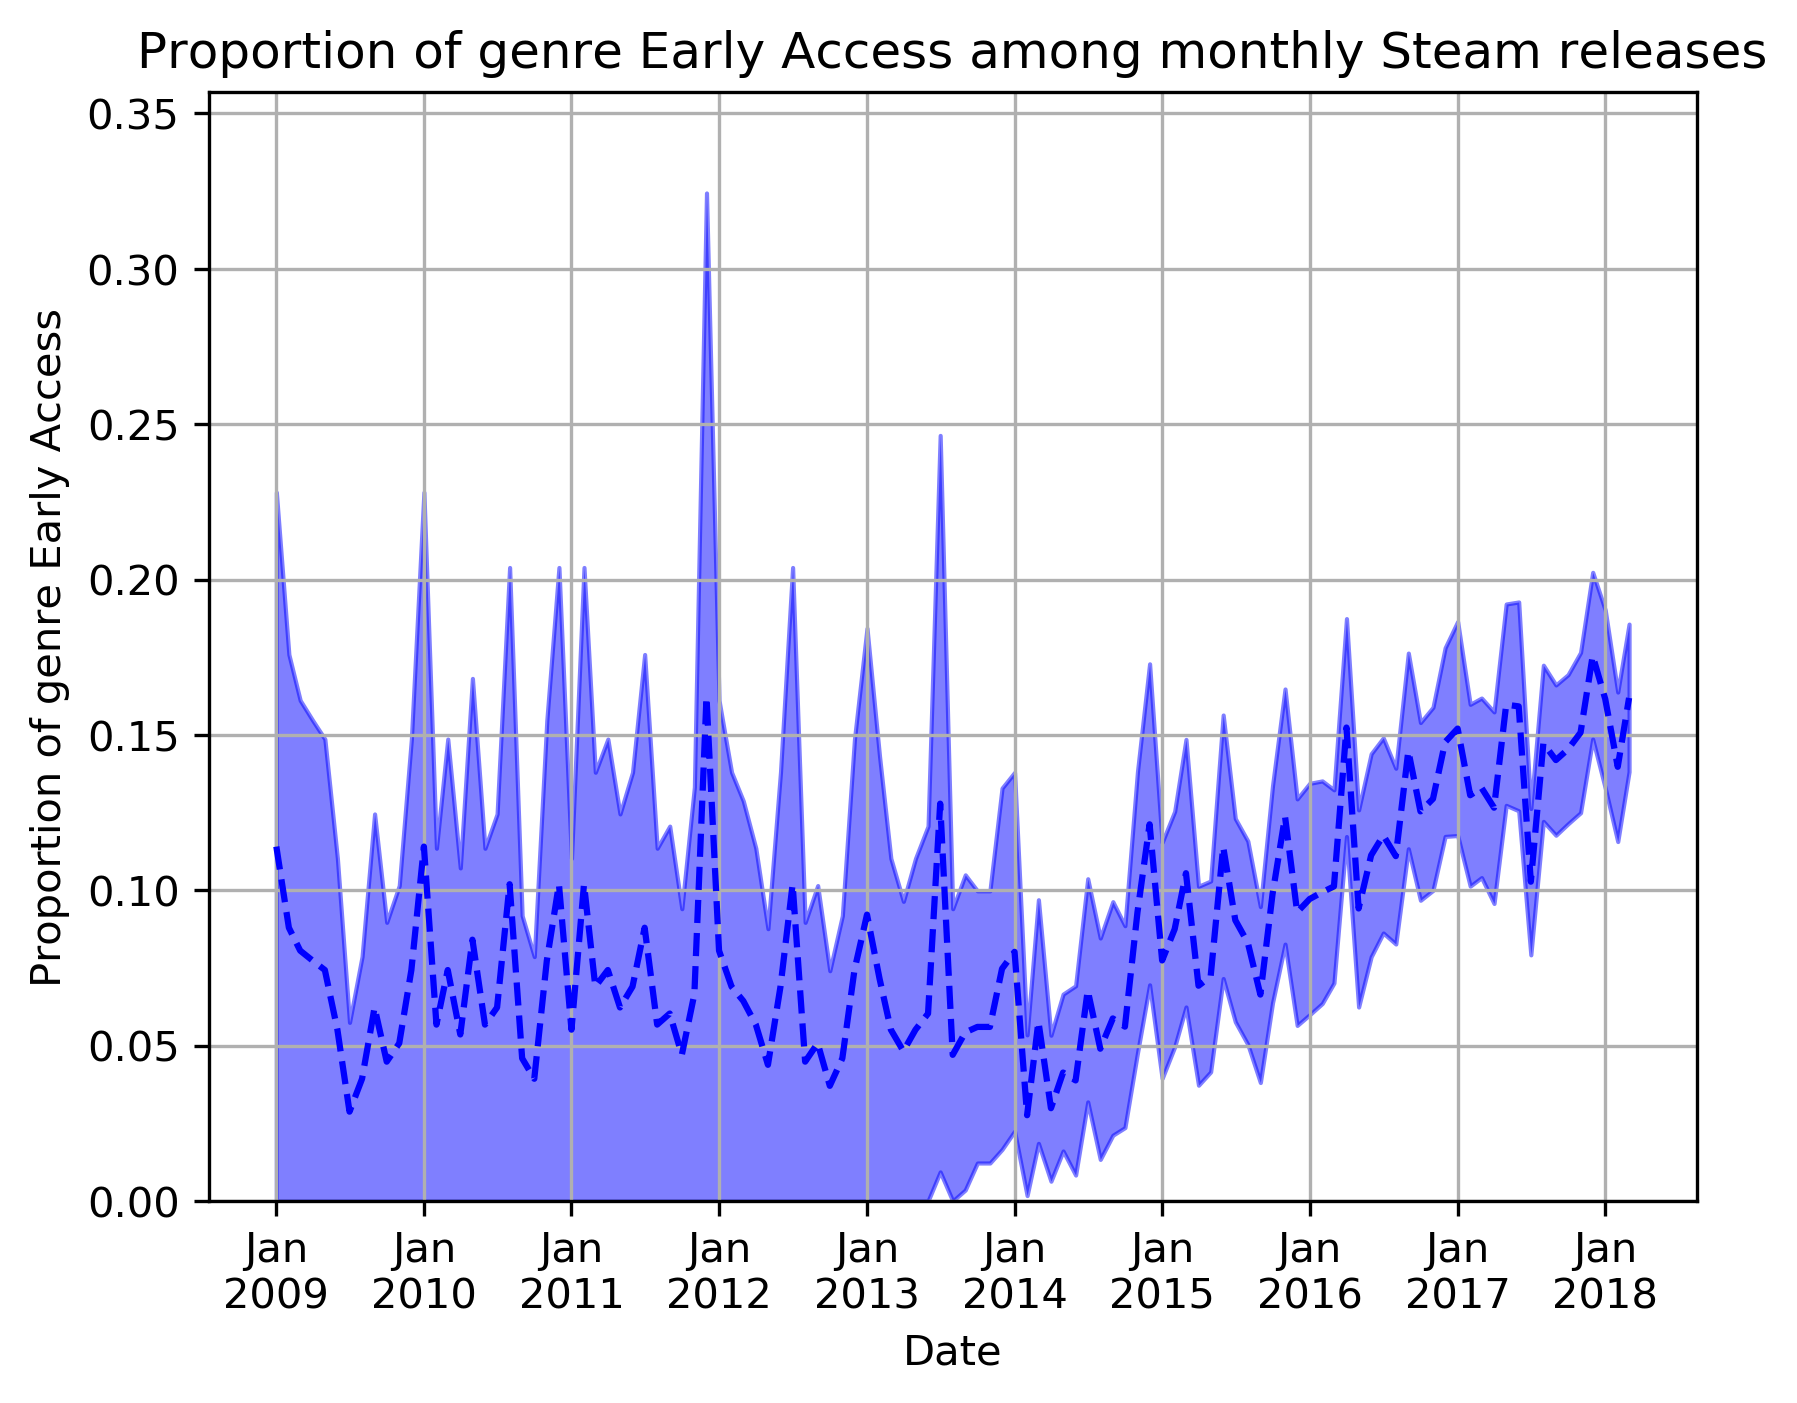 Proportion of genre Early Access among monthly Steam releases
Proportion of genre Early Access
0.35
0.30
0.25
0.20
0.15
0.10
0.05
0.00
Jan Jan Jan Jan Jan Jan Jan Jan Jan Jan
2009 2010 2011 2012 2013 2014 2015 2016 2017 2018
Date